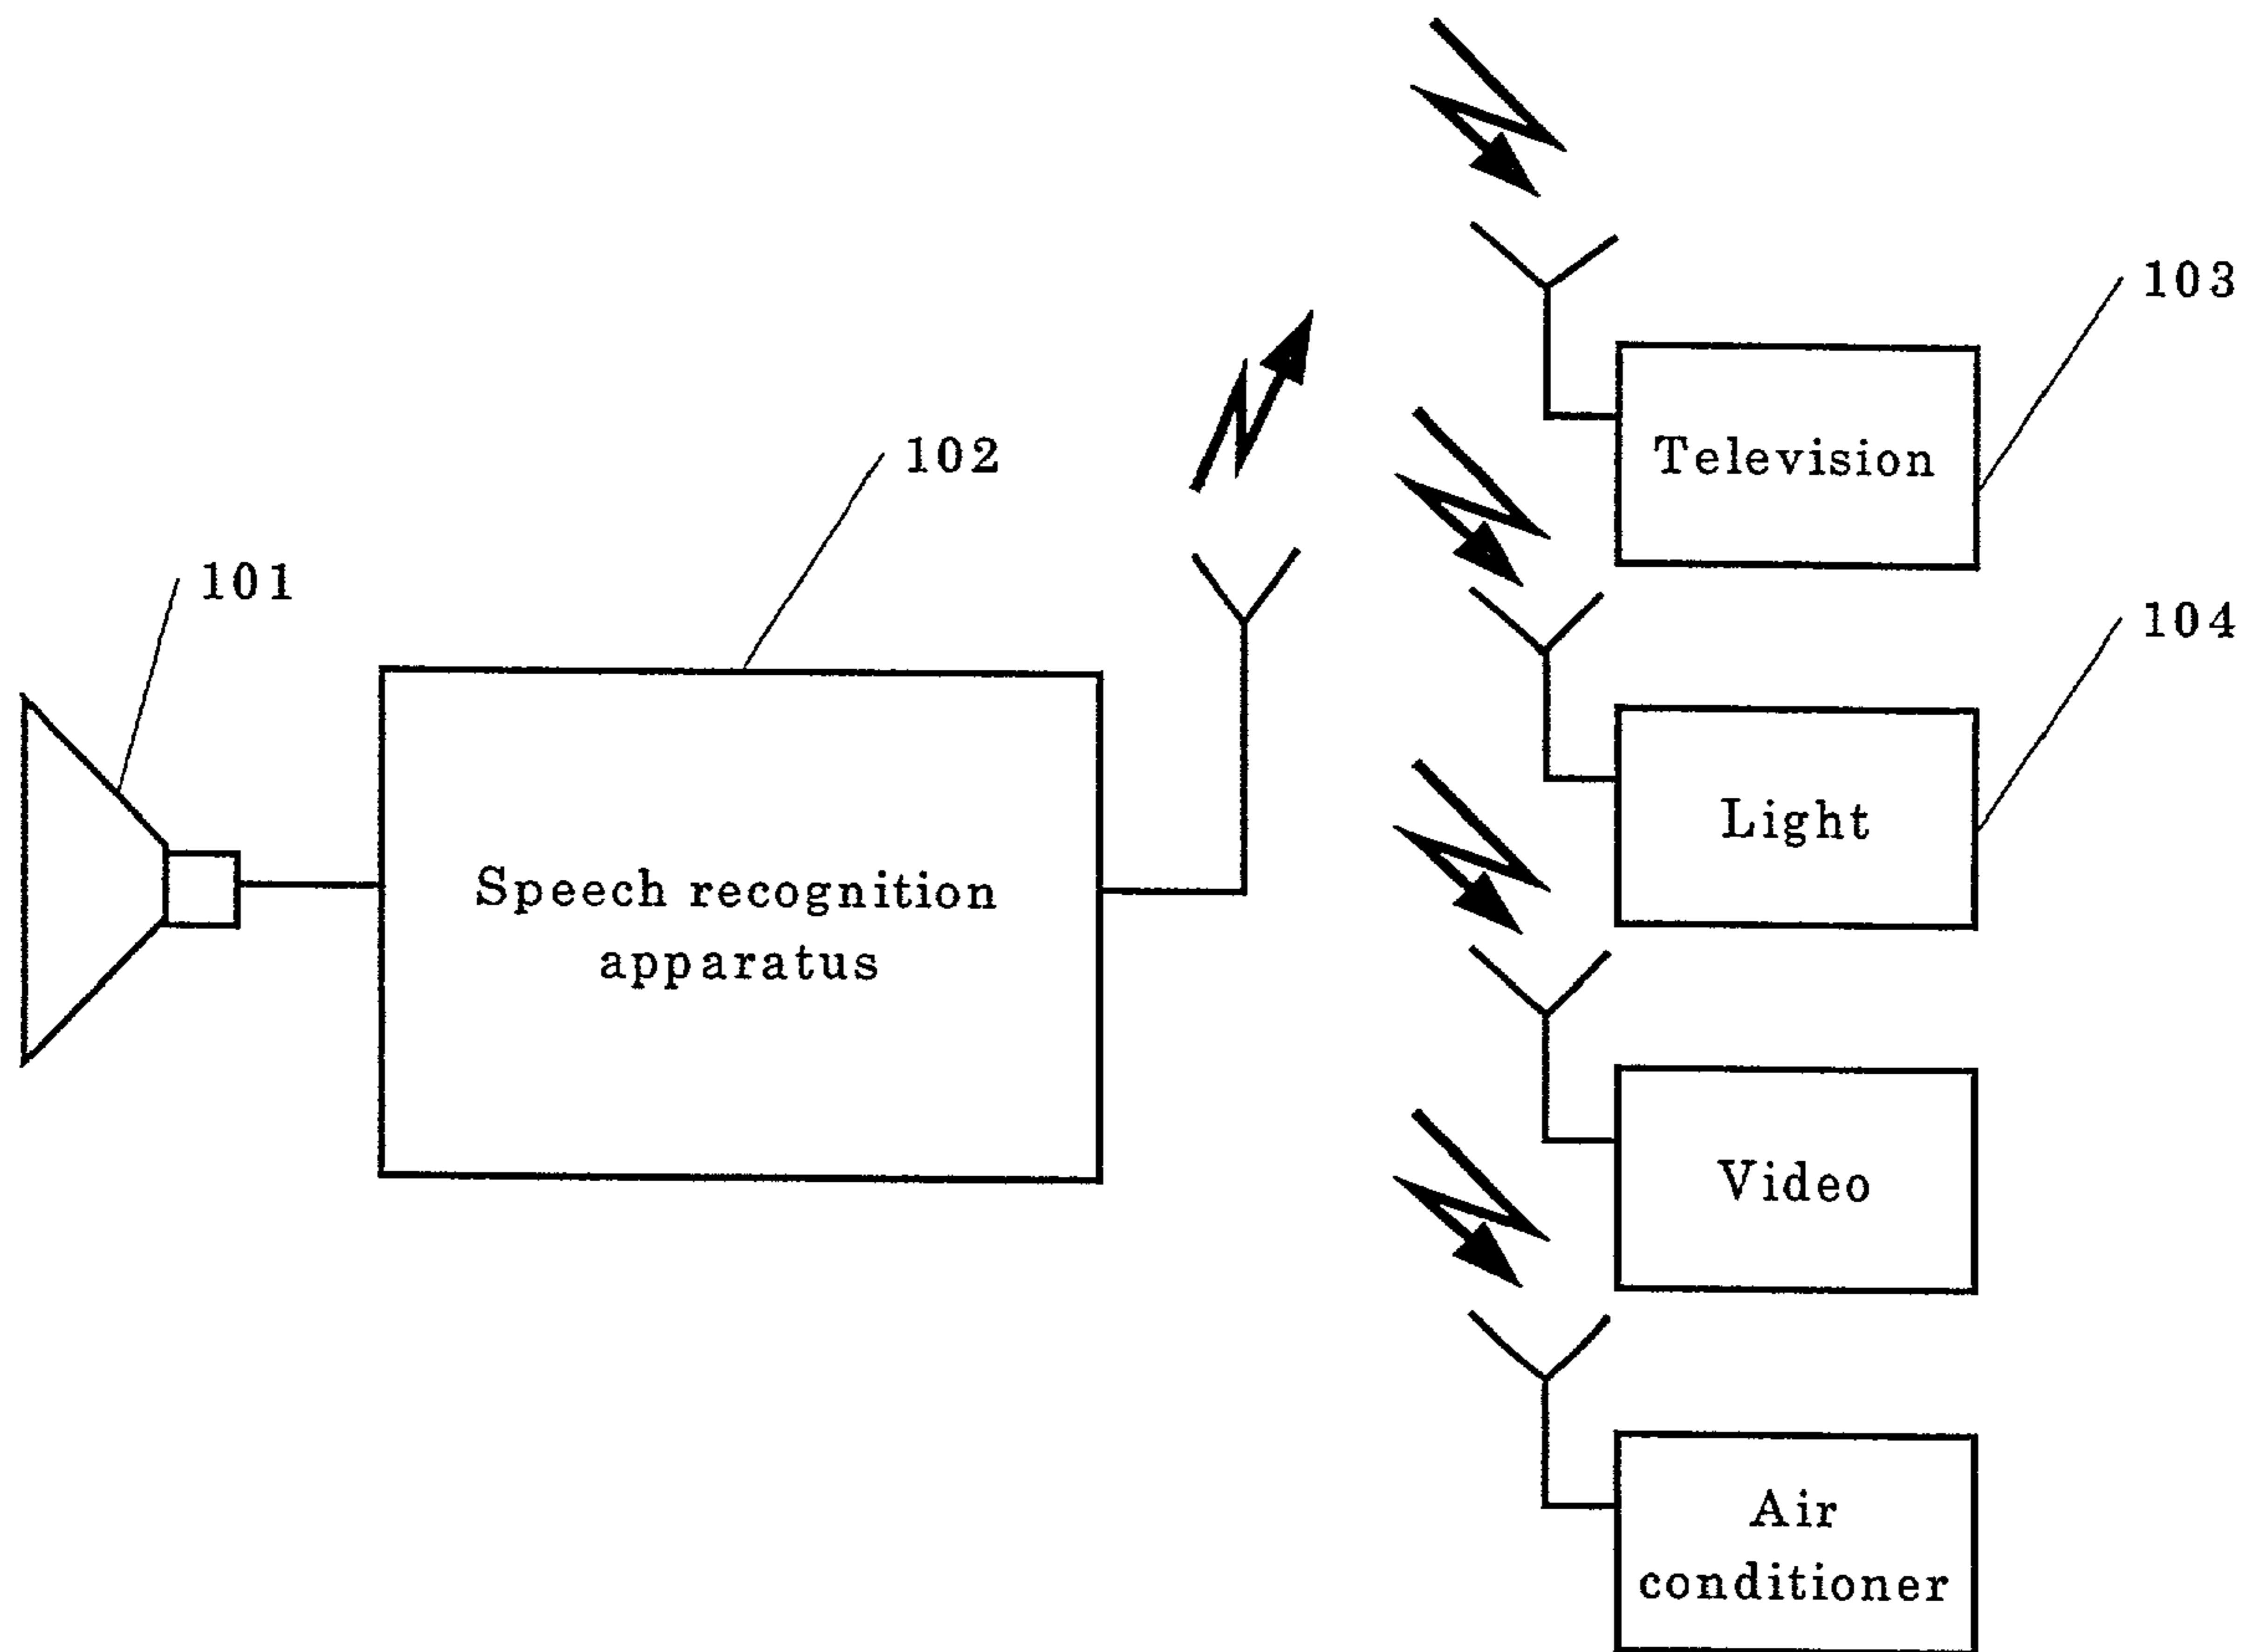 103
102
Television
101
104
Light
Speech recognition
apparatus
Video
Air
conditioner